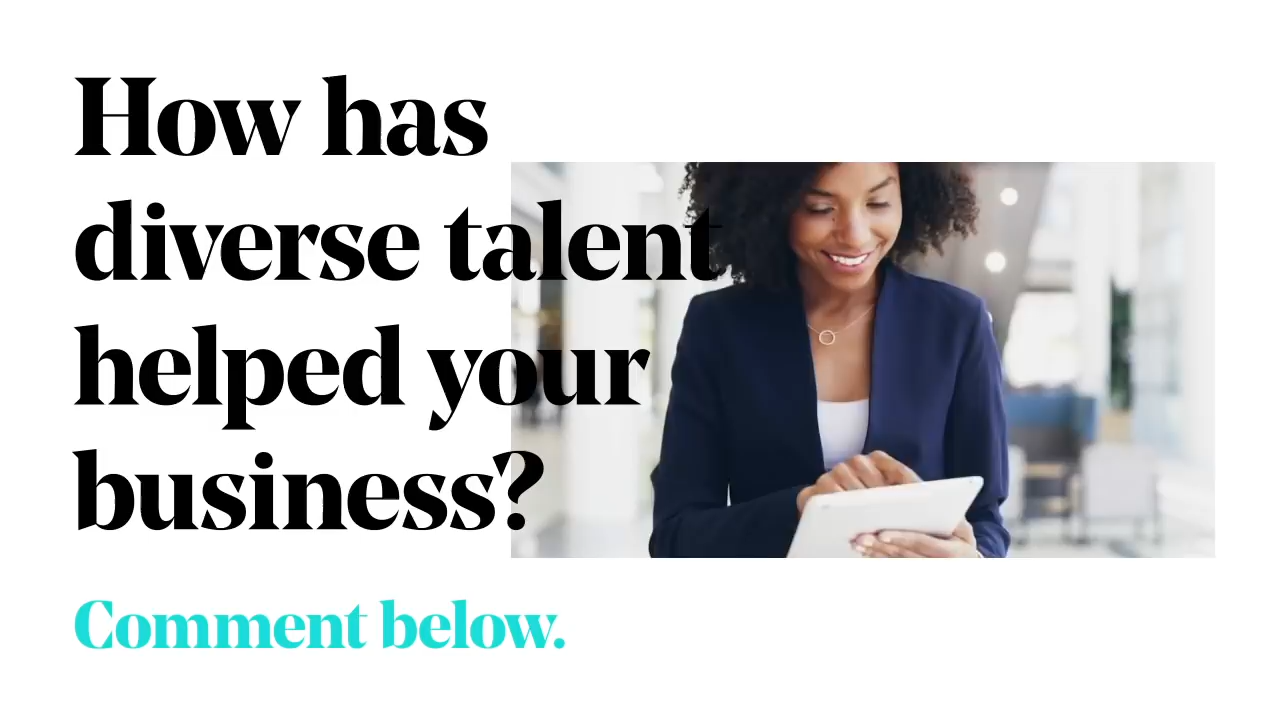 How has
diverse talent
helped your
business?
Comment below.